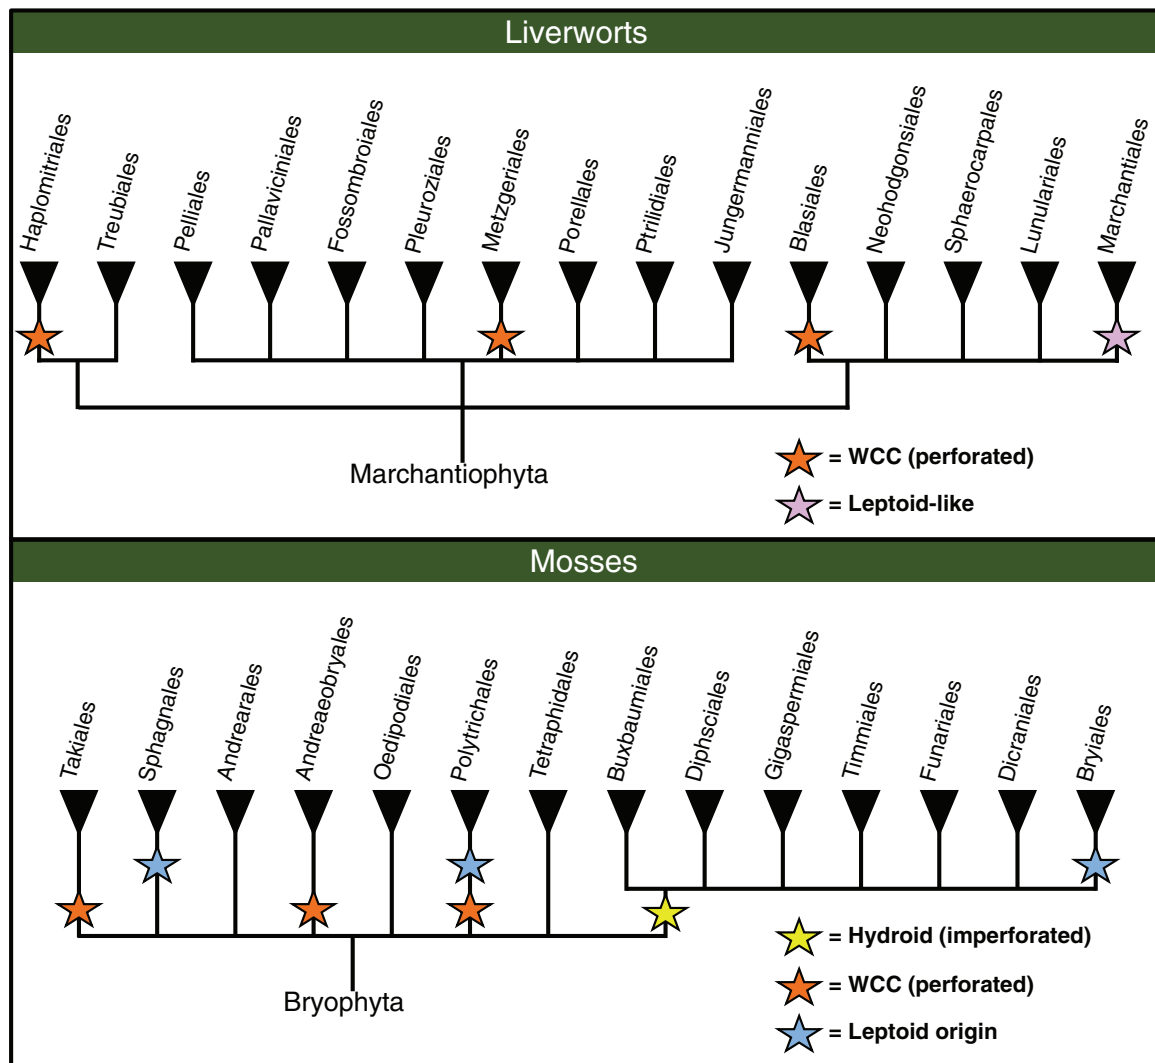 Liverworts
Haplomitriales
Treubiales
Pelliales
Pallaviciniales
Fossombroiales
Pleuroziales
Metzgeriales
Porellales
Ptrilidiales
Jungermanniales
Blasiales
Neohodgonsiales
Sphaerocarpales
Lunulariales
Marchantiales
Marchantiophyta
= WCC (perforated)
= Leptoid-like
Mosses
Takiales
Sphagnales
Andrearales
Andreaeobryales
Oedipodiales
Polytrichales
Tetraphidales
Buxbaumiales
Diphsciales
Gigaspermiales
Timmiales
Funariales
Dicraniales
Bryiales
Bryophyta
= Hydroid (imperforated)
= WCC (perforated)
= Leptoid origin